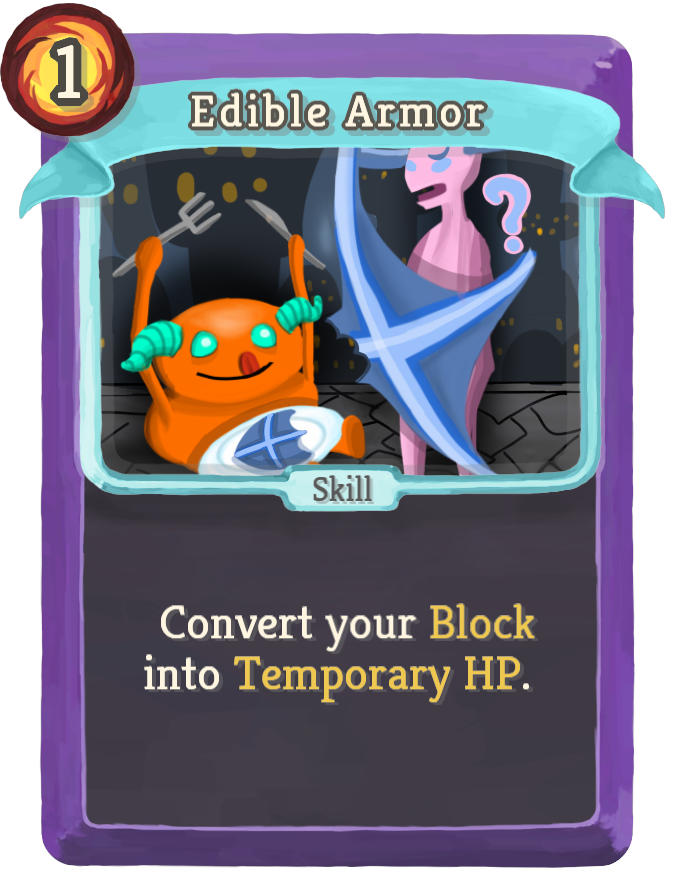 1
Edible Armor
?
Skill
Convert your Block
into Temporary HP.